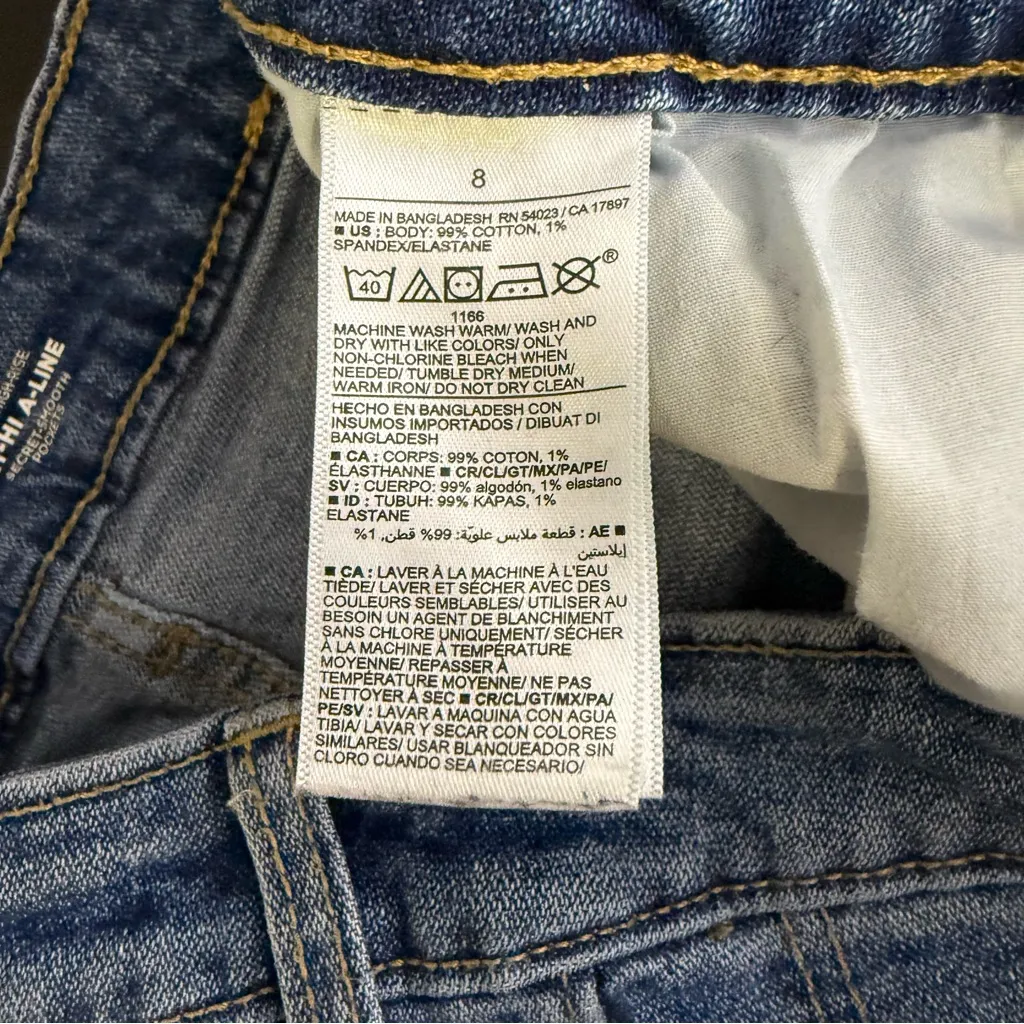 8
MADE IN BANGLADESH RN 54023 / CA 17897
■ US : BODY: 99% COTTON, 1%
SPANDEX/ELASTANE
40
®
1166
MACHINE WASH WARM/ WASH AND
DRY WITH LIKE COLORS/ ONLY
NON-CHLORINE BLEACH WHEN
NEEDED/ TUMBLE DRY MEDIUM/
WARM IRON/ DO NOT DRY CLEAN
HECHO EN BANGLADESH CON
INSUMOS IMPORTADOS / DIBUAT DI
BANGLADESH
■ CA : CORPS: 99% COTON, 1%
ÉLASTHANNE ■ CR/CL/GT/MX/PA/PE/
SV : CUERPO: 99% algodón, 1% elastano
■ ID : TUBUH: 99% KAPAS, 1%
ELASTANE
■ AE : قطعة ملابس علويّة: 99% قطن, 1%
إيلاستين
■ CA : LAVER À LA MACHINE À L'EAU
TIÈDE/ LAVER ET SÉCHER AVEC DES
COULEURS SEMBLABLES/ UTILISER AU
BESOIN UN AGENT DE BLANCHIMENT
SANS CHLORE UNIQUEMENT/ SÉCHER
À LA MACHINE À TEMPÉRATURE
MOYENNE/ REPASSER À
TEMPÉRATURE MOYENNE/ NE PAS
NETTOYER À SEC ■ CR/CL/GT/MX/PA/
PE/SV : LAVAR A MAQUINA CON AGUA
TIBIA/ LAVAR Y SECAR CON COLORES
SIMILARES/ USAR BLANQUEADOR SIN
CLORO CUANDO SEA NECESARIO/
-RISE
HI A-LINE
SECRET-SMOOTH
POCKETS